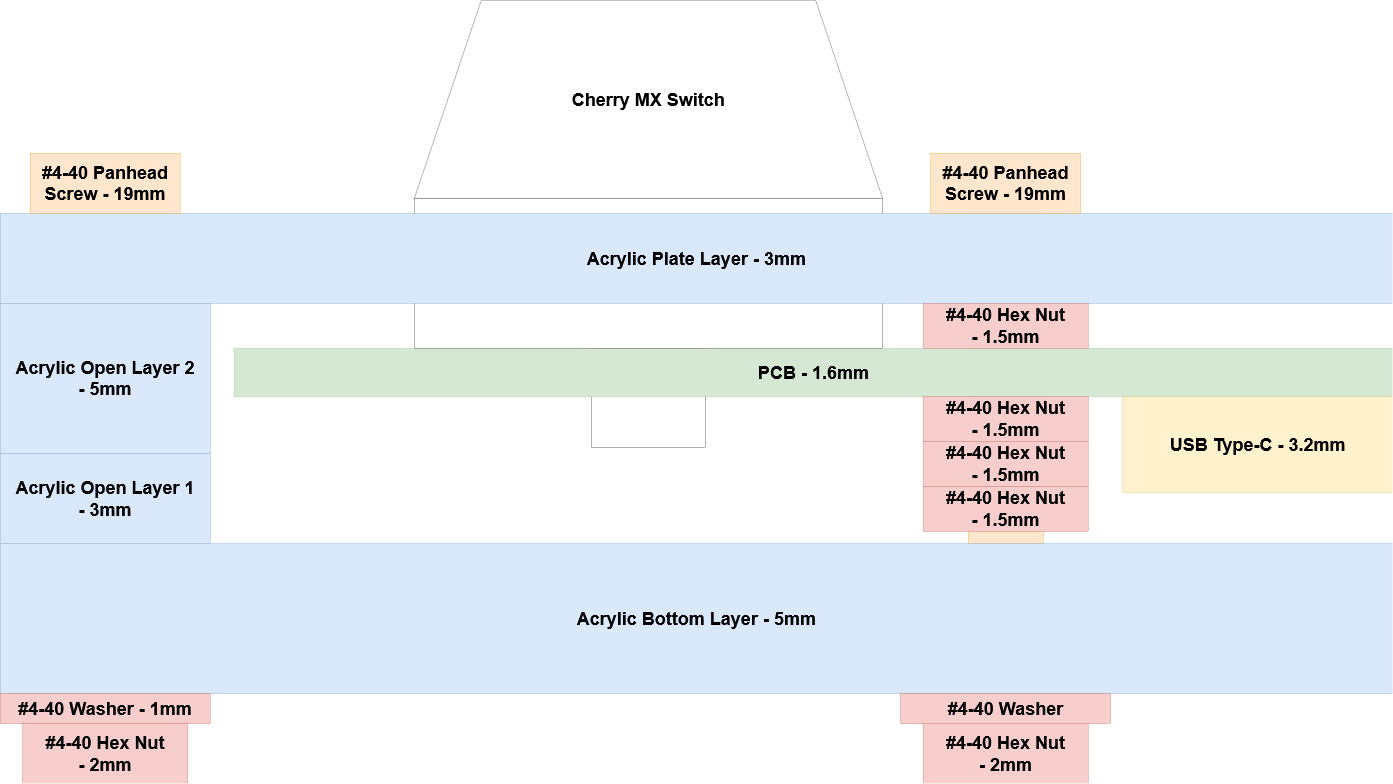 Cherry MX Switch
#4-40 Panhead
Screw - 19mm
#4-40 Panhead
Screw - 19mm
Acrylic Plate Layer - 3mm
#4-40 Hex Nut
- 1.5mm
Acrylic Open Layer 2
- 5mm
PCB - 1.6mm
#4-40 Hex Nut
- 1.5mm
#4-40 Hex Nut
- 1.5mm
#4-40 Hex Nut
- 1.5mm
USB Type-C - 3.2mm
Acrylic Open Layer 1
- 3mm
Acrylic Bottom Layer - 5mm
#4-40 Washer - 1mm
#4-40 Washer
#4-40 Hex Nut
- 2mm
#4-40 Hex Nut
- 2mm